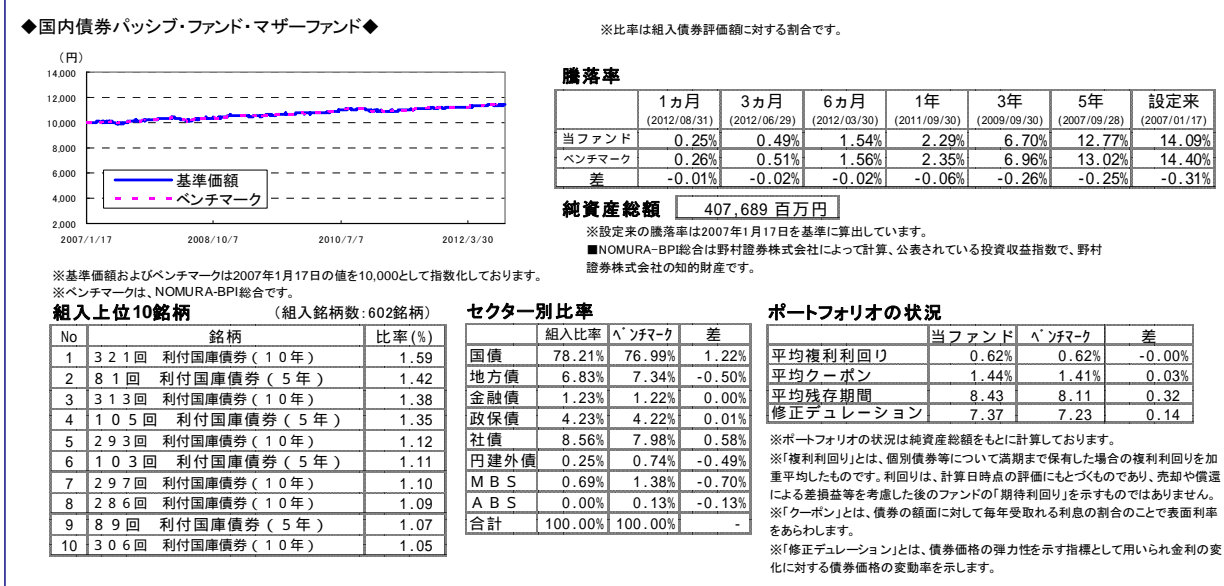 ◆国内債券パッシブ・ファンド・マザーファンド◆
※比率は組入債券評価額に対する割合です。
（円）
14,000
12,000
10,000
8,000
6,000
4,000
2,000
基準価額
ベンチマーク
2007/1/17 2008/10/7 2010/7/7 2012/3/30
※基準価額およびベンチマークは2007年1月17日の値を10,000として指数化しております。
※ベンチマークは、NOMURA-BPI総合です。
騰落率
1ヵ月 3ヵ月 6ヵ月 1年 3年 5年 設定来
(2012/08/31) (2012/06/29) (2012/03/30) (2011/09/30) (2009/09/30) (2007/09/28) (2007/01/17)
当ファンド 0.25% 0.49% 1.54% 2.29% 6.70% 12.77% 14.09%
ベンチマーク 0.26% 0.51% 1.56% 2.35% 6.96% 13.02% 14.40%
差 -0.01% -0.02% -0.02% -0.06% -0.26% -0.25% -0.31%
純資産総額 407,689 百万円
※設定来の騰落率は2007年1月17日を基準に算出しています。
■NOMURA-BPI総合は野村證券株式会社によって計算、公表されている投資収益指数で、野村
證券株式会社の知的財産です。
組入上位10銘柄 （組入銘柄数:602銘柄）
No 銘柄 比率(%)
1 321回 利付国庫債券(10年) 1.59
2 81回 利付国庫債券(5年) 1.42
3 313回 利付国庫債券(10年) 1.38
4 105回 利付国庫債券(5年) 1.35
5 293回 利付国庫債券(10年) 1.12
6 103回 利付国庫債券(5年) 1.11
7 297回 利付国庫債券(10年) 1.10
8 286回 利付国庫債券(10年) 1.09
9 89回 利付国庫債券(5年) 1.07
10 306回 利付国庫債券(10年) 1.05
セクター別比率
組入比率 ベンチマーク 差
国債 78.21% 76.99% 1.22%
地方債 6.83% 7.34% -0.50%
金融債 1.23% 1.22% 0.00%
政保債 4.23% 4.22% 0.01%
社債 8.56% 7.98% 0.58%
円建外債 0.25% 0.74% -0.49%
MBS 0.69% 1.38% -0.70%
ABS 0.00% 0.13% -0.13%
合計 100.00% 100.00% -
ポートフォリオの状況
当ファンド ベンチマーク 差
平均複利利回り 0.62% 0.62% -0.00%
平均クーポン 1.44% 1.41% 0.03%
平均残存期間 8.43 8.11 0.32
修正デュレーション 7.37 7.23 0.14
※ポートフォリオの状況は純資産総額をもとに計算しております。
※「複利利回り」とは、個別債券等について満期まで保有した場合の複利利回りを加
重平均したものです。利回りは、計算日時点の評価にもとづくものであり、売却や償還
による差損益等を考慮した後のファンドの「期待利回り」を示すものではありません。
※「クーポン」とは、債券の額面に対して毎年受取れる利息の割合のことで表面利率
をあらわします。
※「修正デュレーション」とは、債券価格の弾力性を示す指標として用いられ金利の変
化に対する債券価格の変動率を示します。